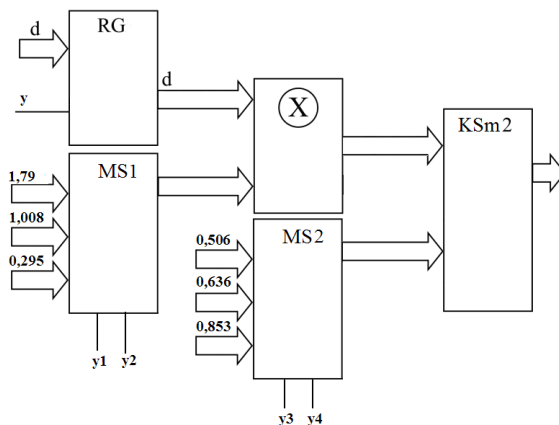 RG
d
d
y
X
KSm2
MS1
1,79
1,008
0,295
MS2
0,506
0,636
0,853
y1 y2
y3 y4